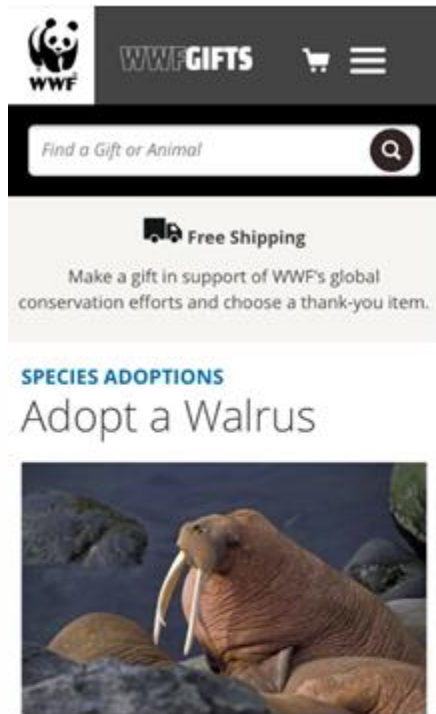 WWF
WWFGIFTS
Find a Gift or Animal
Free Shipping
Make a gift in support of WWF's global
conservation efforts and choose a thank-you item.
SPECIES ADOPTIONS
Adopt a Walrus